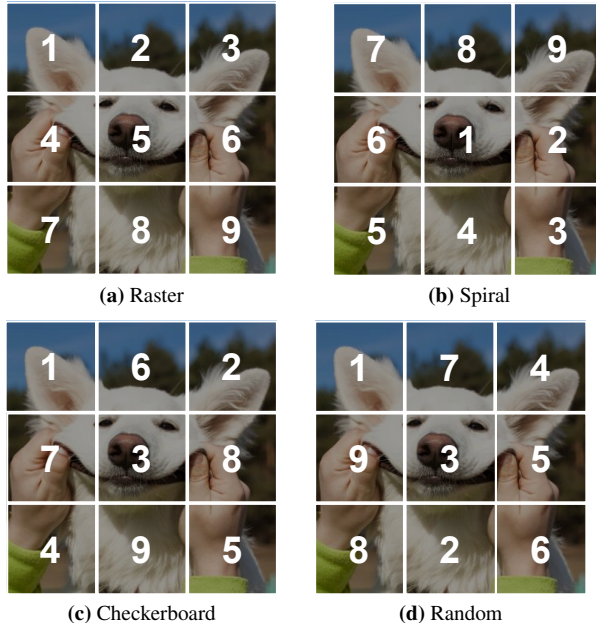 1 2 3
4 5 6
7 8 9
(a) Raster
7 8 9
6 1 2
5 4 3
(b) Spiral
1 6 2
7 3 8
4 9 5
(c) Checkerboard
1 7 4
9 3 5
8 2 6
(d) Random